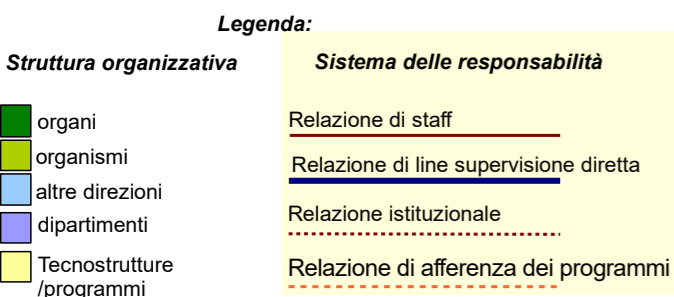 Legenda:
Struttura organizzativa
organi
organismi
altre direzioni
dipartimenti
Tecnostrutture
/programmi
Sistema delle responsabilità
Relazione di staff
Relazione di line supervisione diretta
Relazione istituzionale
Relazione di afferenza dei programmi